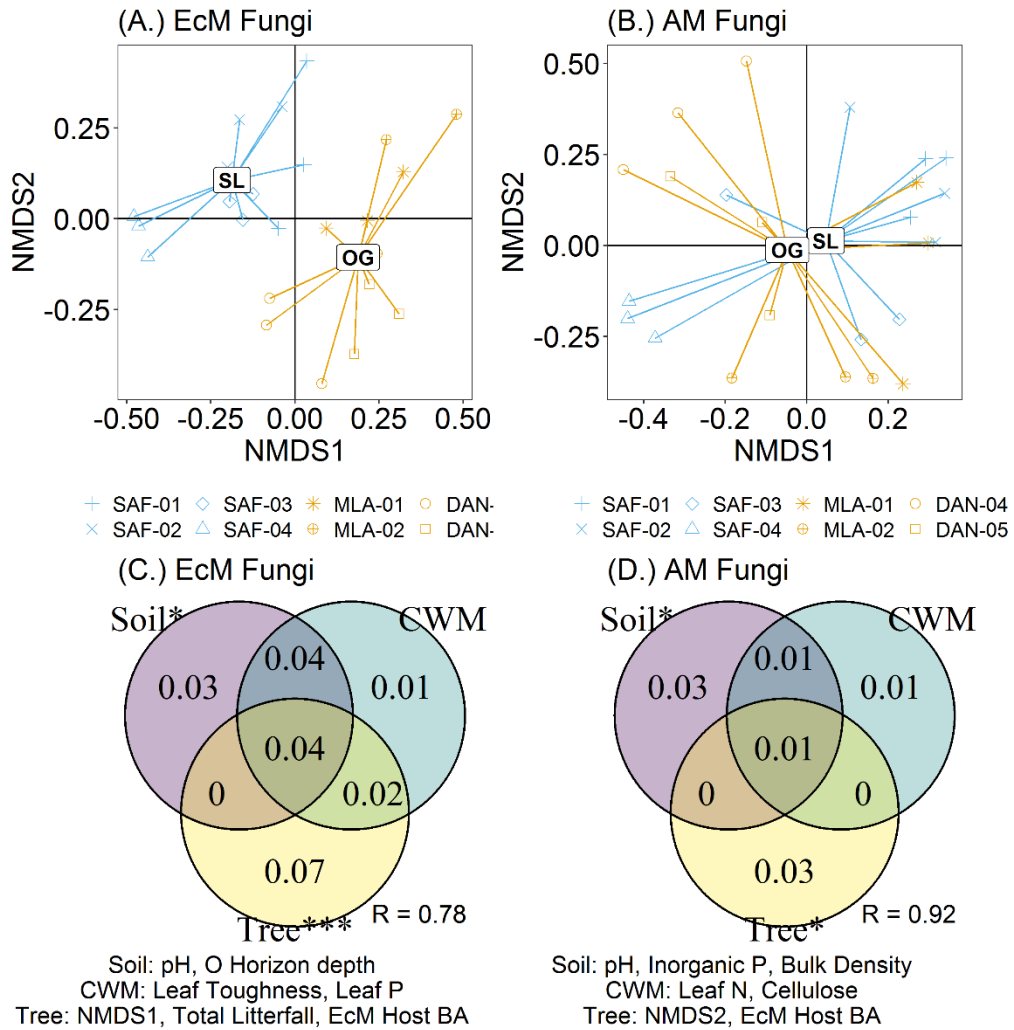 (A.) EcM Fungi
NMDS2
0.25
0.00
-0.25
SL
OG
-0.50 -0.25 0.00 0.25 0.50
NMDS1
SAF-01 SAF-03 MLA-01 DAN-
SAF-02 SAF-04 MLA-02 DAN-
(B.) AM Fungi
NMDS2
0.50
0.25
0.00
-0.25
OG SL
-0.4 -0.2 0.0 0.2
NMDS1
SAF-01 SAF-03 MLA-01 DAN-04
SAF-02 SAF-04 MLA-02 DAN-05
(C.) EcM Fungi
Soil* CWM
0.04
0.03 0.01
0.04
0 0.02
0.07
Tree*** R = 0.78
Soil: pH, O Horizon depth
CWM: Leaf Toughness, Leaf P
Tree: NMDS1, Total Litterfall, EcM Host BA
(D.) AM Fungi
Soil* CWM
0.01
0.03 0.01
0.01
0 0
0.03
Tree* R = 0.92
Soil: pH, Inorganic P, Bulk Density
CWM: Leaf N, Cellulose
Tree: NMDS2, EcM Host BA